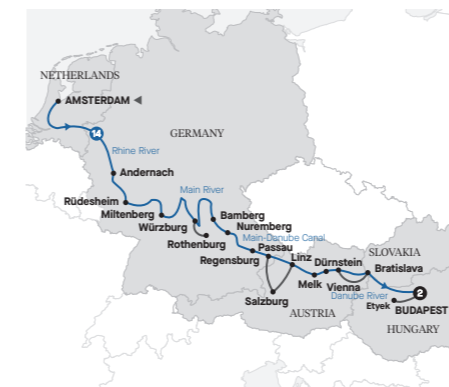 NETHERLANDS
AMSTERDAM
14
GERMANY
Rhine River
Andernach
Main River
Rüdesheim
Miltenberg
Würzburg
Bamberg
Nuremberg
Rothenburg
Main-Danube Canal
Passau
Regensburg
Linz
SLOVAKIA
Dürnstein
Bratislava
Melk
Vienna
Salzburg
Danube River
2
Etyek
BUDAPEST
AUSTRIA
HUNGARY